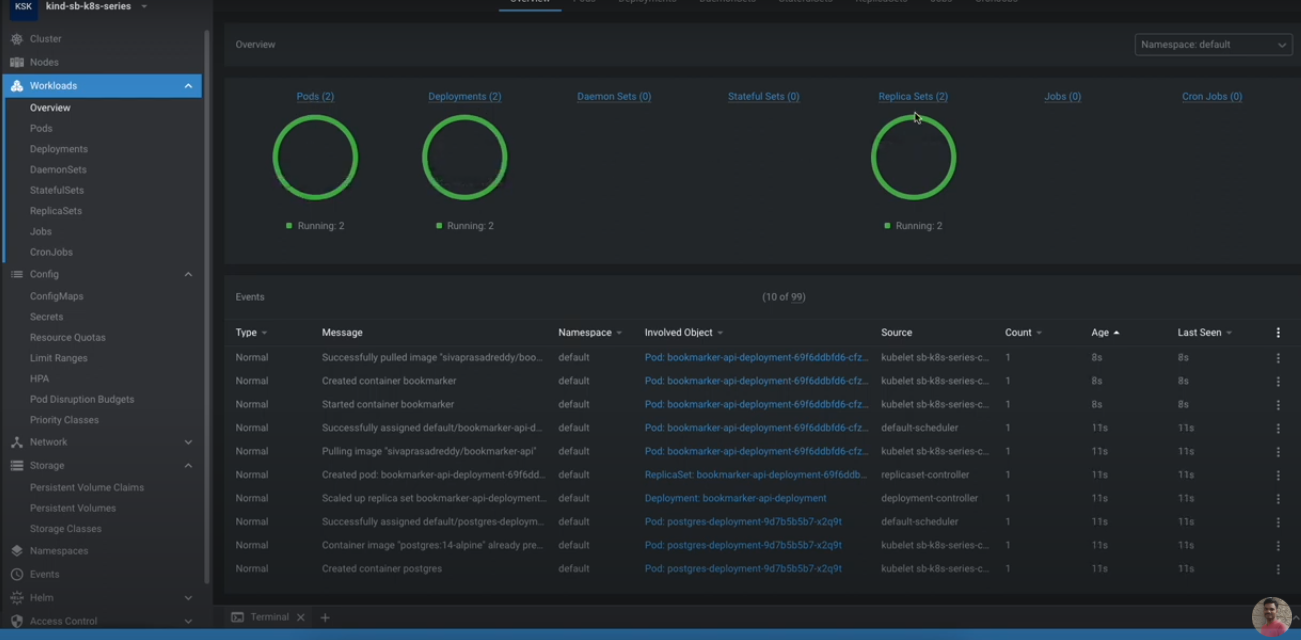 KSK kind-sb-k8s-series
Overview Pods Deployments DaemonSets StatefulSets ReplicaSets Jobs CronJobs
Cluster
Nodes
Workloads
Overview
Pods
Deployments
DaemonSets
StatefulSets
ReplicaSets
Jobs
CronJobs
Config
ConfigMaps
Secrets
Resource Quotas
Limit Ranges
HPA
Pod Disruption Budgets
Priority Classes
Network
Storage
Persistent Volume Claims
Persistent Volumes
Storage Classes
Namespaces
Events
Helm
Access Control
Overview
Namespace: default
Pods (2) Deployments (2) Daemon Sets (0) Stateful Sets (0) Replica Sets (2) Jobs (0) Cron Jobs (0)
Running: 2 Running: 2 Running: 2
Events (10 of 99)
Type Message Namespace Involved Object Source Count Age Last Seen
Normal Successfully pulled image "sivaprasadreddy/boo... default Pod: bookmarker-api-deployment-69f6ddbfd6-cfz... kubelet sb-k8s-series-c... 1 8s 8s
Normal Created container bookmarker default Pod: bookmarker-api-deployment-69f6ddbfd6-cfz... kubelet sb-k8s-series-c... 1 8s 8s
Normal Started container bookmarker default Pod: bookmarker-api-deployment-69f6ddbfd6-cfz... kubelet sb-k8s-series-c... 1 8s 8s
Normal Successfully assigned default/bookmarker-api-d... default Pod: bookmarker-api-deployment-69f6ddbfd6-cfz... default-scheduler 1 11s 11s
Normal Pulling image "sivaprasadreddy/bookmarker-api" default Pod: bookmarker-api-deployment-69f6ddbfd6-cfz... kubelet sb-k8s-series-c... 1 11s 11s
Normal Created pod: bookmarker-api-deployment-69f6dd... default ReplicaSet: bookmarker-api-deployment-69f6ddb... replicaset-controller 1 11s 11s
Normal Scaled up replica set bookmarker-api-deployment... default Deployment: bookmarker-api-deployment deployment-controller 1 11s 11s
Normal Successfully assigned default/postgres-deploym... default Pod: postgres-deployment-9d7b5b5b7-x2q9t default-scheduler 1 11s 11s
Normal Container image "postgres:14-alpine" already pre... default Pod: postgres-deployment-9d7b5b5b7-x2q9t kubelet sb-k8s-series-c... 1 11s 11s
Normal Created container postgres default Pod: postgres-deployment-9d7b5b5b7-x2q9t kubelet sb-k8s-series-c... 1 11s 11s
Terminal